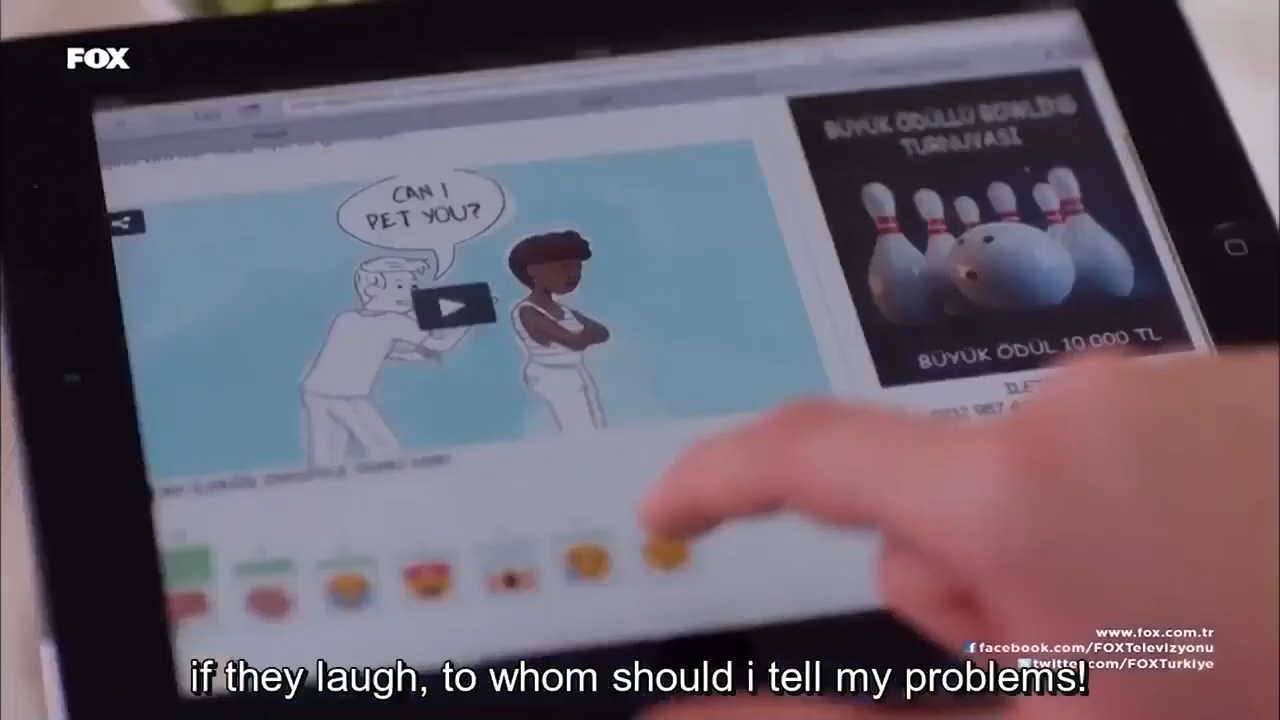 FOX
CAN I
PET YOU?
BÜYÜK ÖDÜLLÜ BOWLING
TURNUVASI
BÜYÜK ÖDÜL 10.000 TL
www.fox.com.tr
facebook.com/FOXTelevizyonu
twitter.com/FOXTurkiye
if they laugh, to whom should i tell my problems!